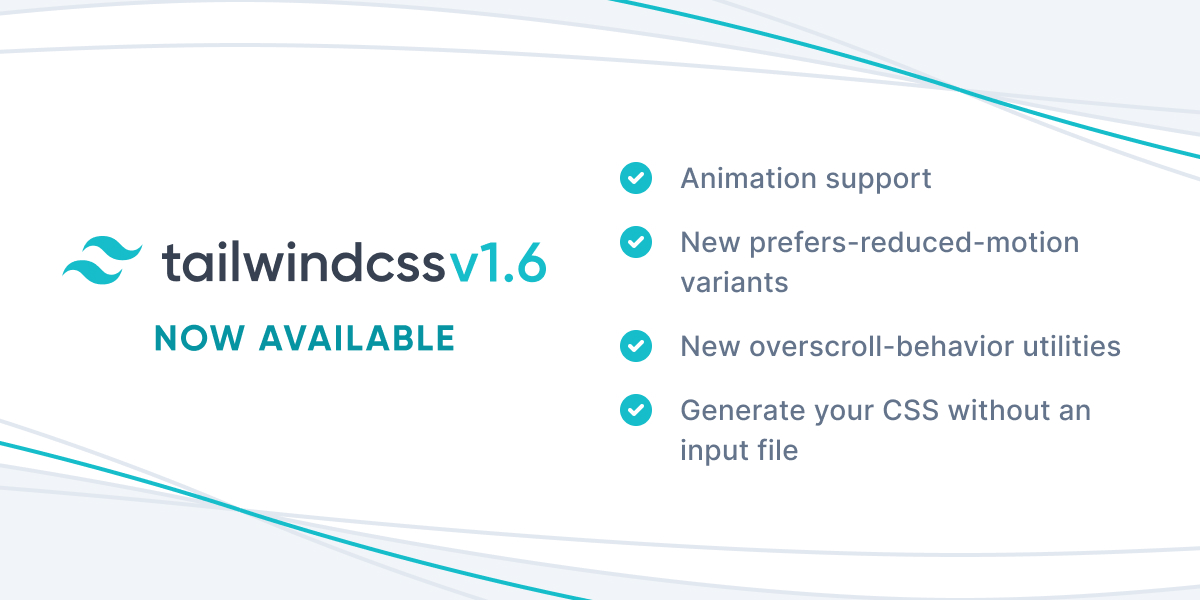 tailwindcss v1.6
NOW AVAILABLE
Animation support
New prefers-reduced-motion
variants
New overscroll-behavior utilities
Generate your CSS without an
input file